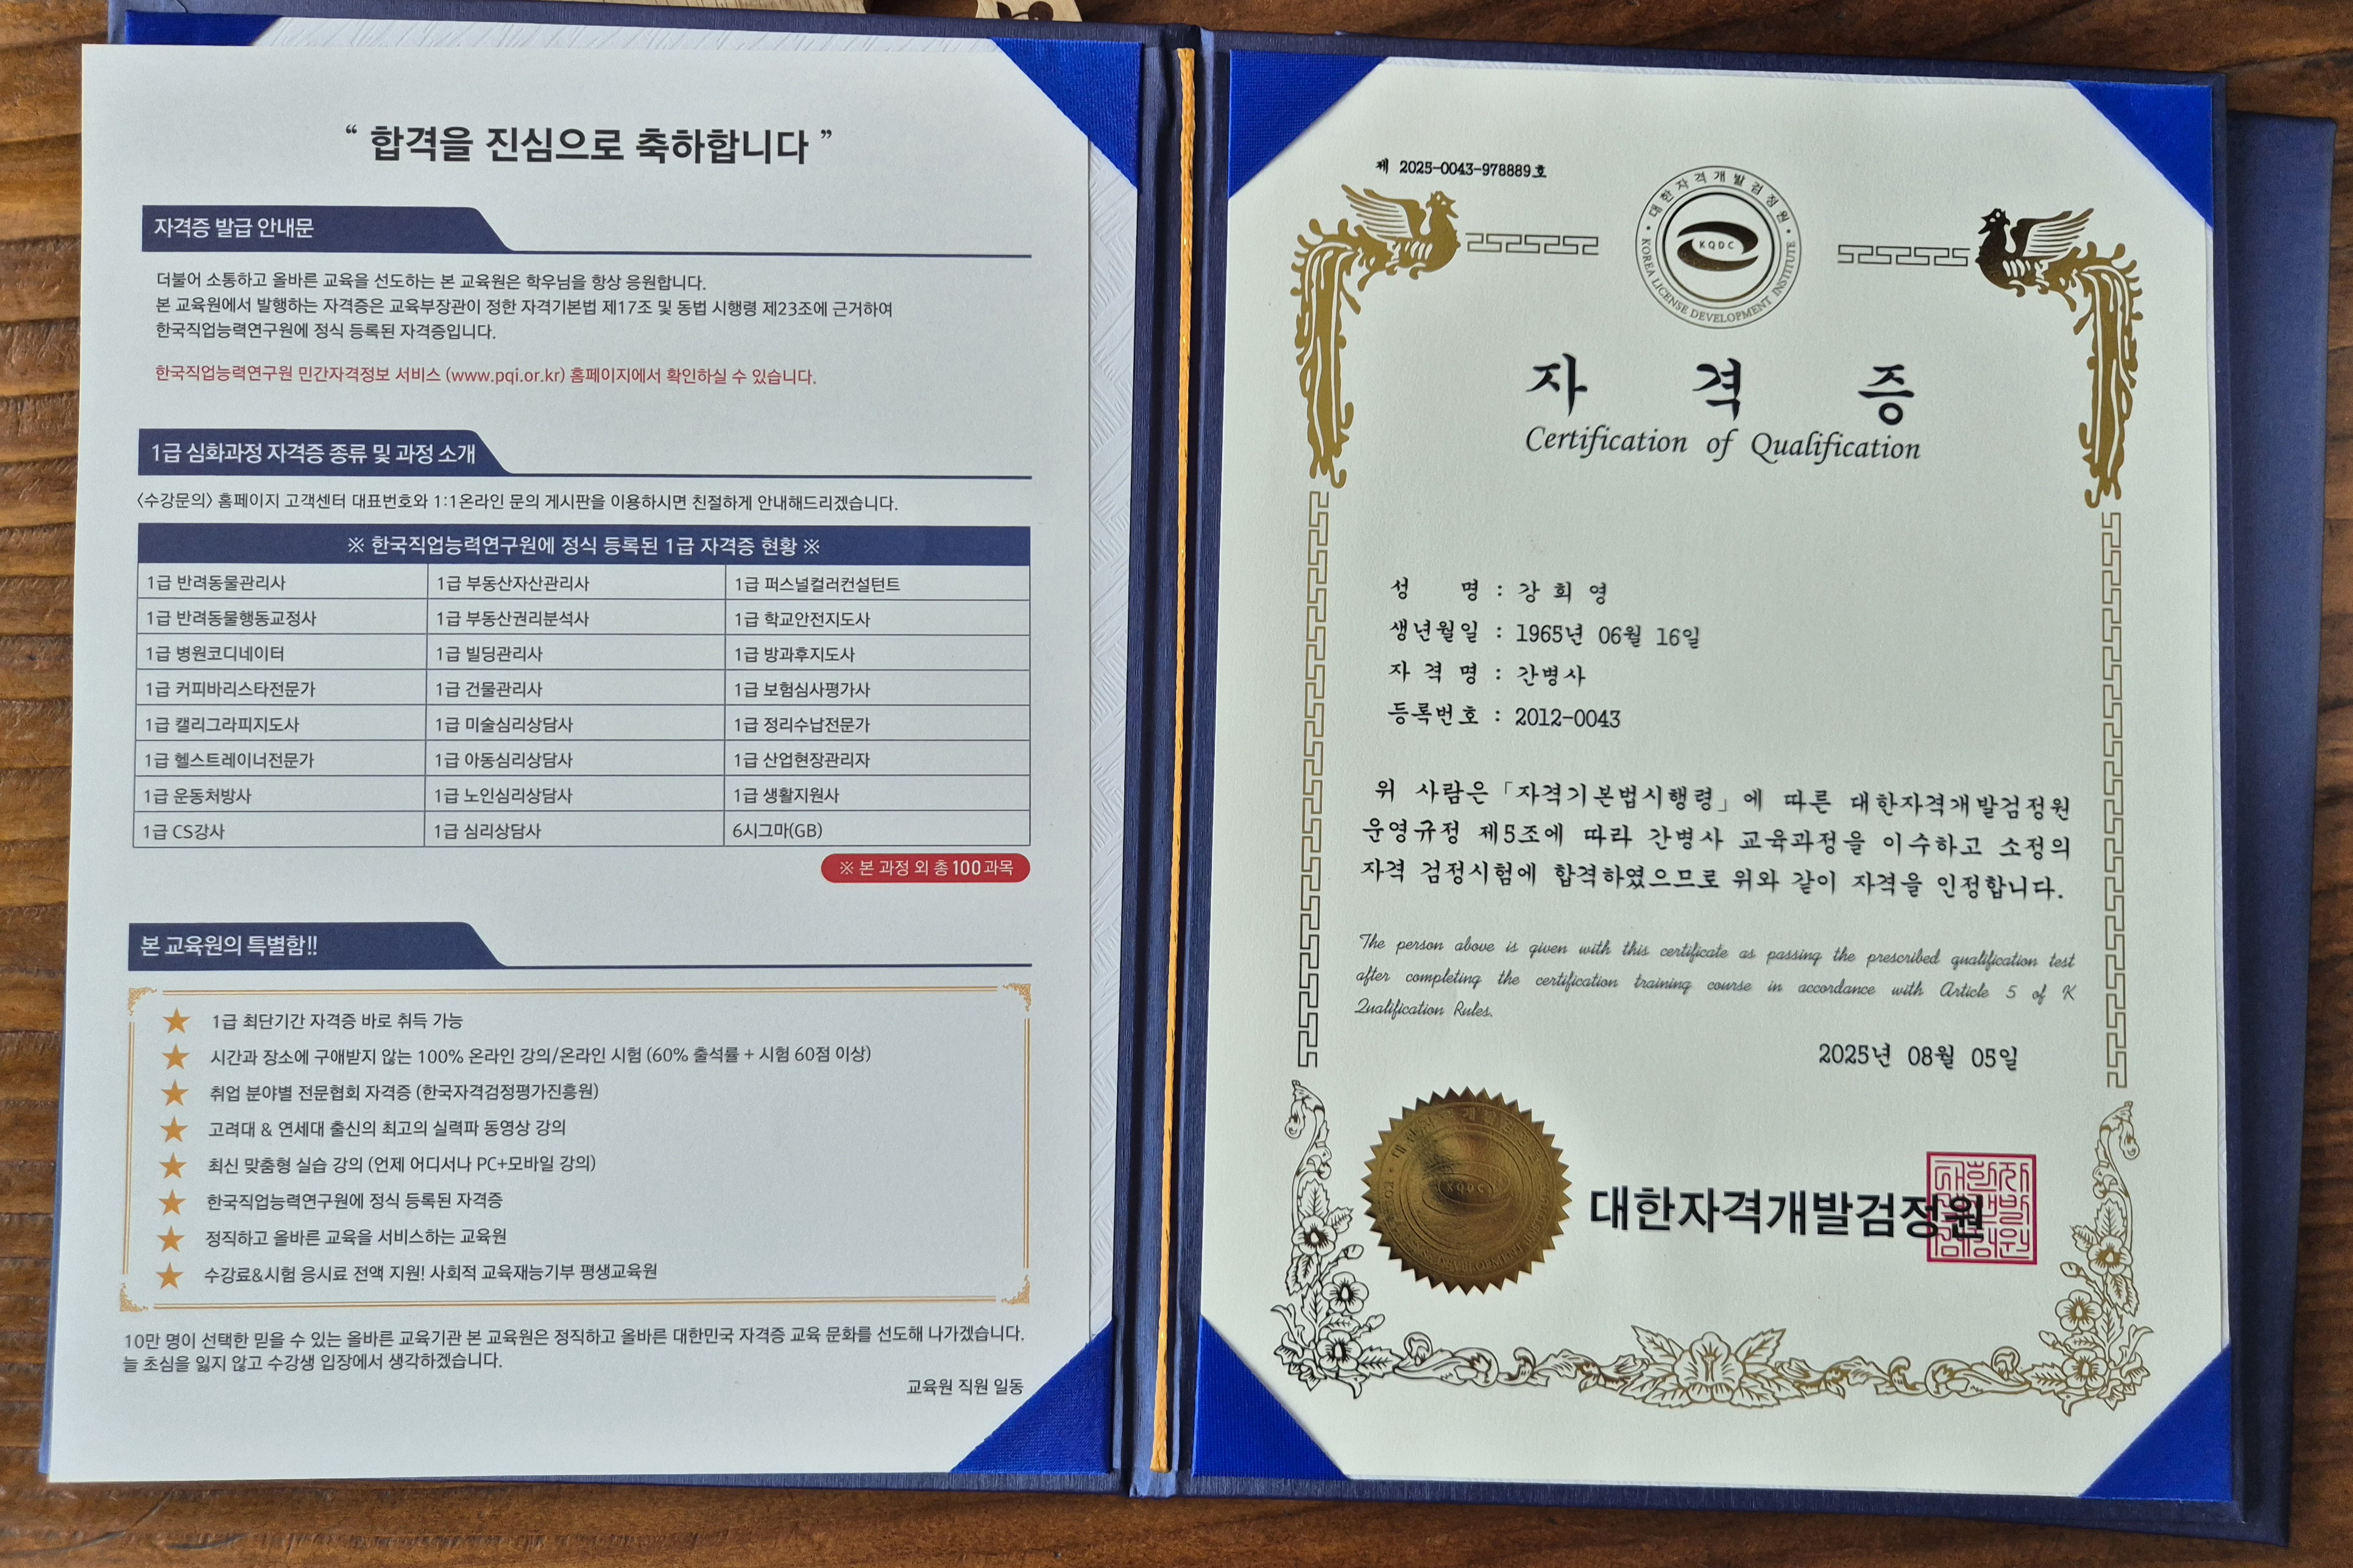 “ 합격을 진심으로 축하합니다 ”
자격증 발급 안내문
더불어 소통하고 올바른 교육을 선도하는 본 교육원은 학우님을 항상 응원합니다.
본 교육원에서 발행하는 자격증은 교육부장관이 정한 자격기본법 제17조 및 동법 시행령 제23조에 근거하여
한국직업능력연구원에 정식 등록된 자격증입니다.
한국직업능력연구원 민간자격정보 서비스 (www.pqi.or.kr) 홈페이지에서 확인하실 수 있습니다.
1급 심화과정 자격증 종류 및 과정 소개
<수강문의> 홈페이지 고객센터 대표번호와 1:1온라인 문의 게시판을 이용하시면 친절하게 안내해드리겠습니다.
※ 한국직업능력연구원에 정식 등록된 1급 자격증 현황 ※
1급 반려동물관리사 1급 부동산자산관리사 1급 퍼스널컬러컨설턴트
1급 반려동물행동교정사 1급 부동산권리분석사 1급 학교안전지도사
1급 병원코디네이터 1급 빌딩관리사 1급 방과후지도사
1급 커피바리스타전문가 1급 건물관리사 1급 보험심사평가사
1급 캘리그라피지도사 1급 미술심리상담사 1급 정리수납전문가
1급 헬스트레이너전문가 1급 아동심리상담사 1급 산업현장관리자
1급 운동처방사 1급 노인심리상담사 1급 생활지원사
1급 CS강사 1급 심리상담사 6시그마(GB)
※ 본 과정 외 총 100과목
본 교육원의 특별함!!
1급 최단기간 자격증 바로 취득 가능
시간과 장소에 구애받지 않는 100% 온라인 강의/온라인 시험 (60% 출석률 + 시험 60점 이상)
취업 분야별 전문협회 자격증 (한국자격검정평가진흥원)
고려대 & 연세대 출신의 최고의 실력파 동영상 강의
최신 맞춤형 실습 강의 (언제 어디서나 PC+모바일 강의)
한국직업능력연구원에 정식 등록된 자격증
정직하고 올바른 교육을 서비스하는 교육원
수강료&시험 응시료 전액 지원! 사회적 교육재능기부 평생교육원
10만 명이 선택한 믿을 수 있는 올바른 교육기관 본 교육원은 정직하고 올바른 대한민국 자격증 교육 문화를 선도해 나가겠습니다.
늘 초심을 잃지 않고 수강생 입장에서 생각하겠습니다.
교육원 직원 일동
제 2025-0043-978889호
대한자격개발검정원
KQDC
KOREA LICENSE DEVELOPMENT INSTITUTE
자 격 증
Certification of Qualification
성 명 : 강 희 영
생년월일 : 1965년 06월 16일
자 격 명 : 간병사
등록번호 : 2012-0043
위 사람은 「자격기본법시행령」에 따른 대한자격개발검정원
운영규정 제5조에 따라 간병사 교육과정을 이수하고 소정의
자격 검정시험에 합격하였으므로 위와 같이 자격을 인정합니다.
The person above is given with this certificate as passing the prescribed qualification test
after completing the certification training course in accordance with Article 5 of K
Qualification Rules.
2025년 08월 05일
KQDC
대한자격개발검정원